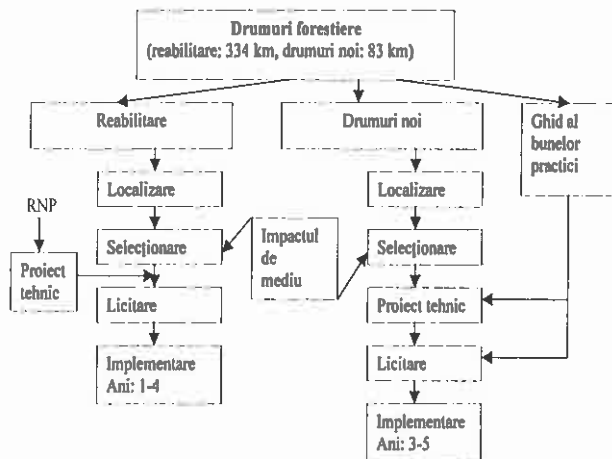 Drumuri forestiere
(reabilitare: 334 km, drumuri noi: 83 km)
Reabilitare
Drumuri noi
Ghid al
bunelor
practici
Localizare
Localizare
RNP
Selecționare
Impactul
de
mediu
Selecționare
Proiect
tehnic
Licitare
Proiect tehnic
Implementare
Ani: 1-4
Licitare
Implementare
Ani: 3-5